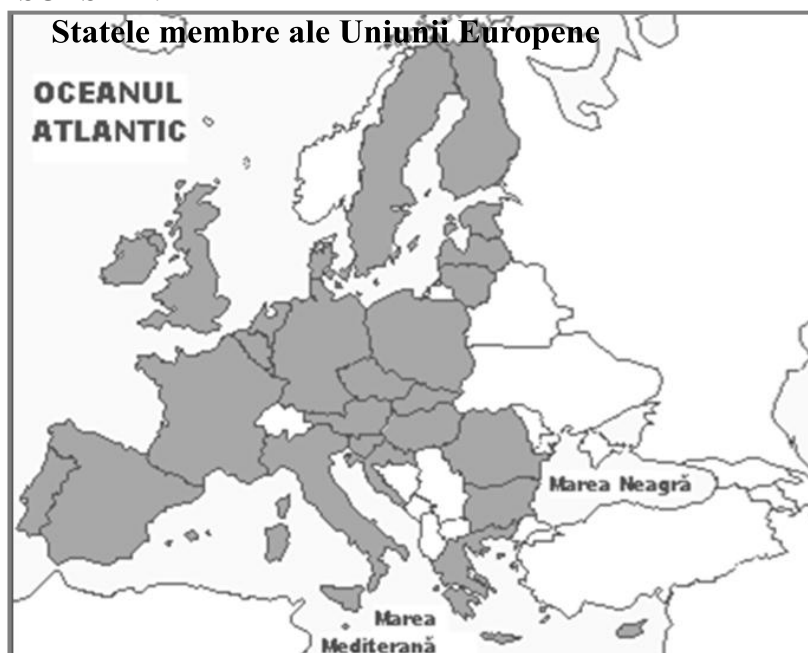 Statele membre ale Uniunii Europene
OCEANUL
ATLANTIC
Marea Neagră
Marea
Mediterană